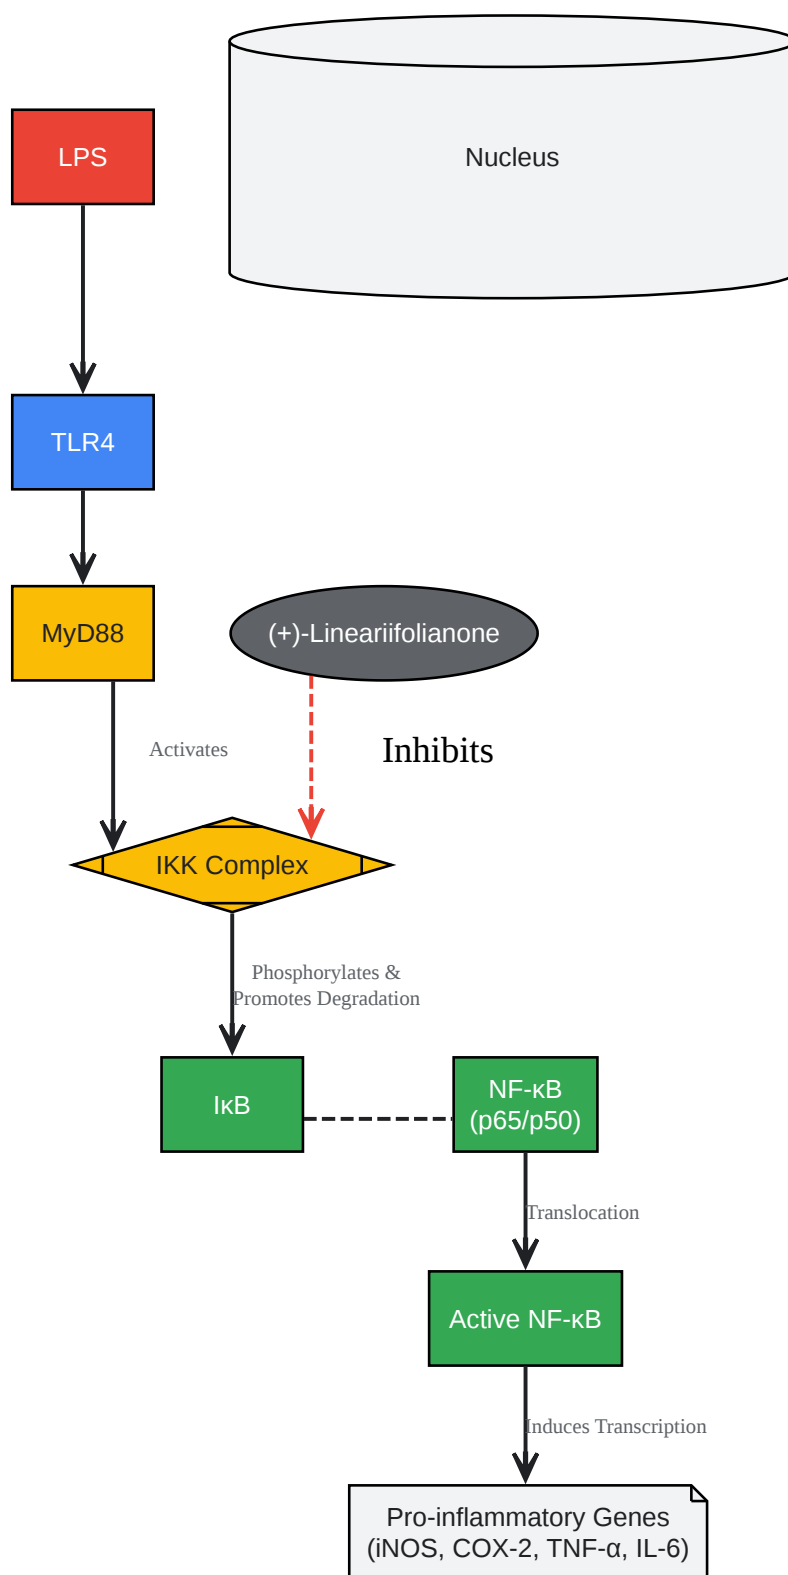 Nucleus
LPS
TLR4
MyD88
(+)-Lineariifolianone
Activates
Inhibits
IKK Complex
Phosphorylates &
Promotes Degradation
IκB
NF-κB
(p65/p50)
Translocation
Active NF-κB
Induces Transcription
Pro-inflammatory Genes
(iNOS, COX-2, TNF-α, IL-6)